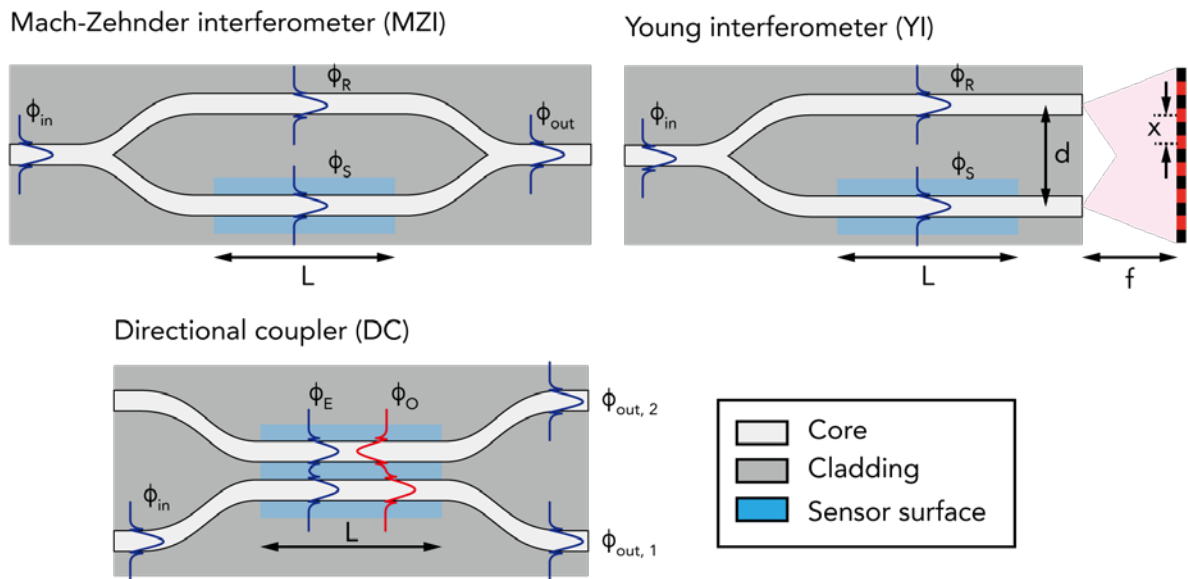 Mach-Zehnder interferometer (MZI)
ϕin
ϕR
ϕS
ϕout
L
Young interferometer (YI)
ϕin
ϕR
ϕS
d
x
L
f
Directional coupler (DC)
ϕE
ϕO
ϕout, 2
ϕin
L
ϕout, 1
Core
Cladding
Sensor surface